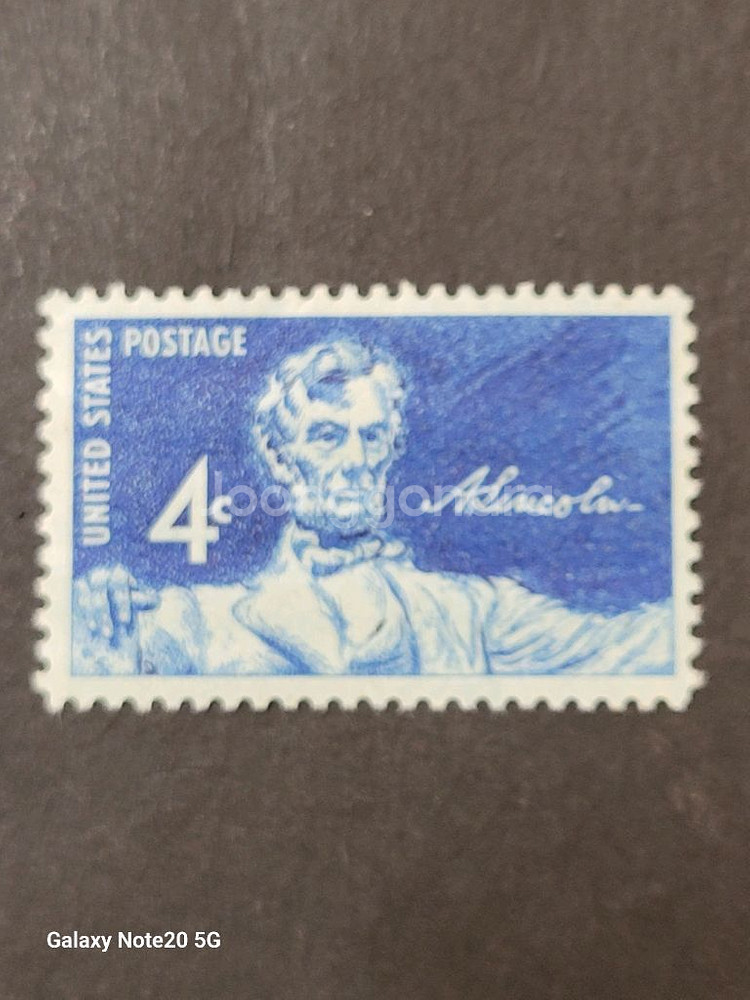 UNITED STATES
POSTAGE
4c
A. Lincoln
Galaxy Note20 5G